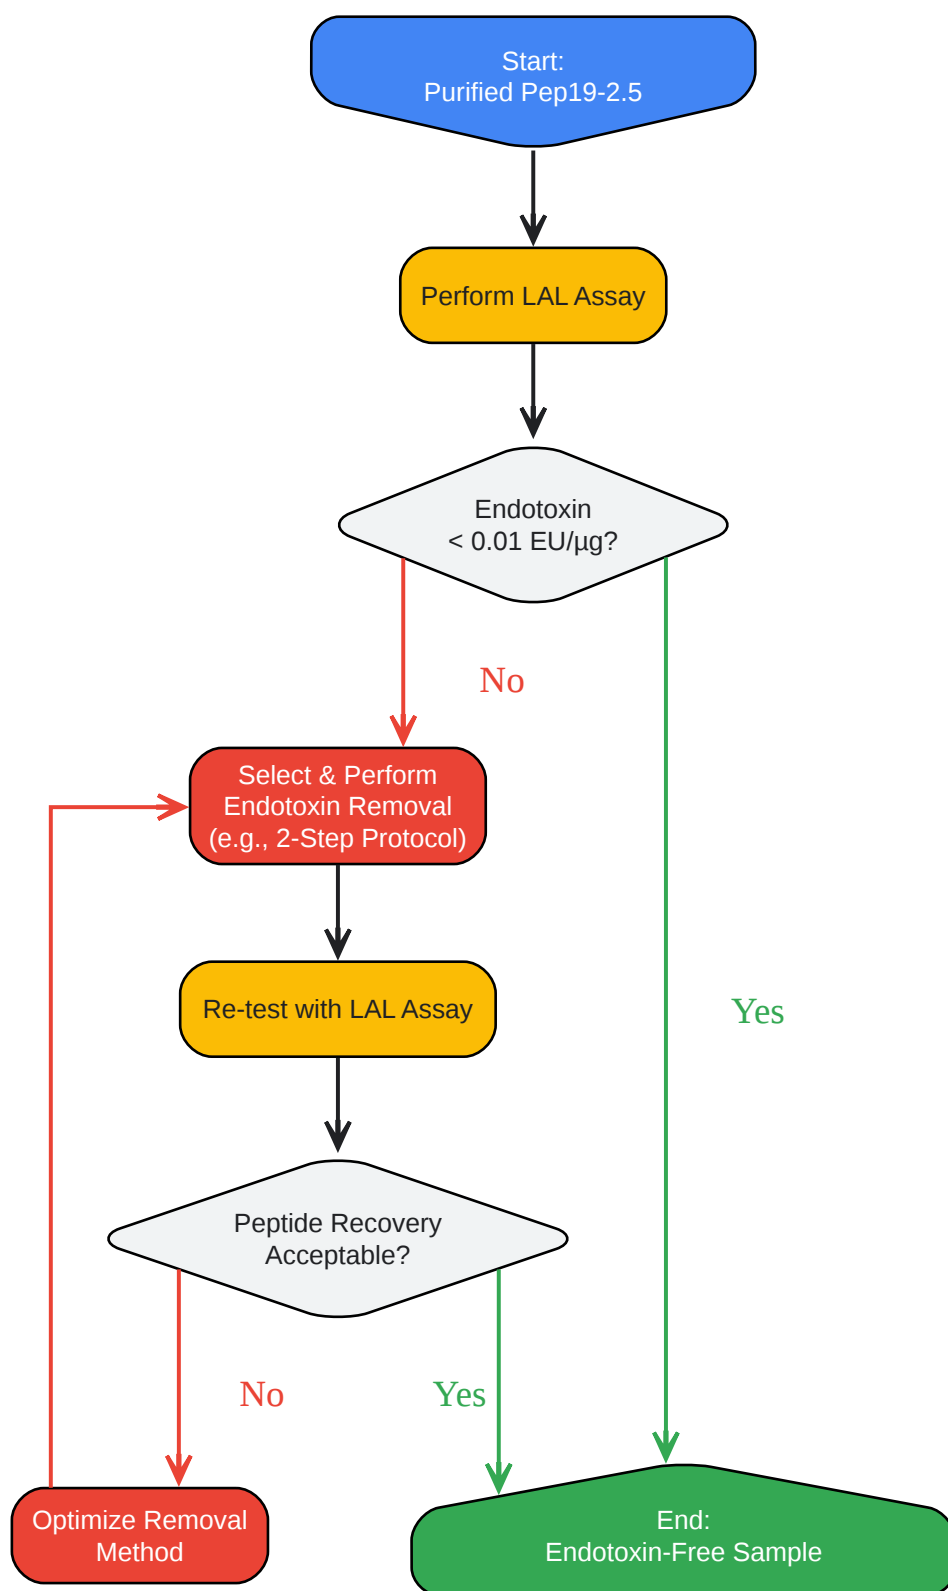 Start:
Purified Pep19-2.5
Perform LAL Assay
Endotoxin
< 0.01 EU/µg?
No
Select & Perform
Endotoxin Removal
(e.g., 2-Step Protocol)
Re-test with LAL Assay
Yes
Peptide Recovery
Acceptable?
No
Yes
Optimize Removal
Method
End:
Endotoxin-Free Sample